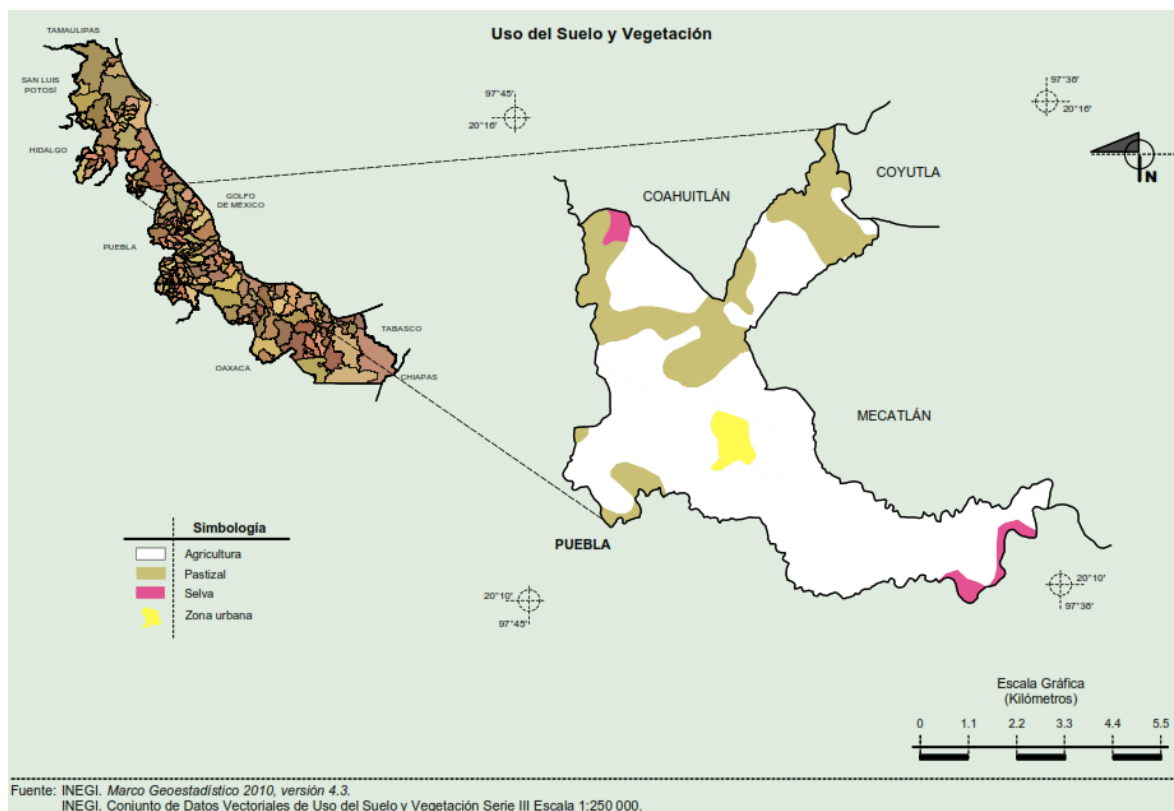 Uso del Suelo y Vegetación
TAMAULIPAS
SAN LUIS
POTOSÍ
HIDALGO
GOLFO
DE MÉXICO
PUEBLA
TABASCO
OAXACA
CHIAPAS
97°45'
20°16'
97°38'
20°16'
N
COYUTLA
COAHUITLÁN
MECATLÁN
PUEBLA
20°10'
97°45'
20°10'
97°38'
Simbología
Agricultura
Pastizal
Selva
Zona urbana
Escala Gráfica
(Kilómetros)
0 1.1 2.2 3.3 4.4 5.5
Fuente: INEGI. Marco Geoestadístico 2010, versión 4.3.
INEGI. Conjunto de Datos Vectoriales de Uso del Suelo y Vegetación Serie III Escala 1:250 000.